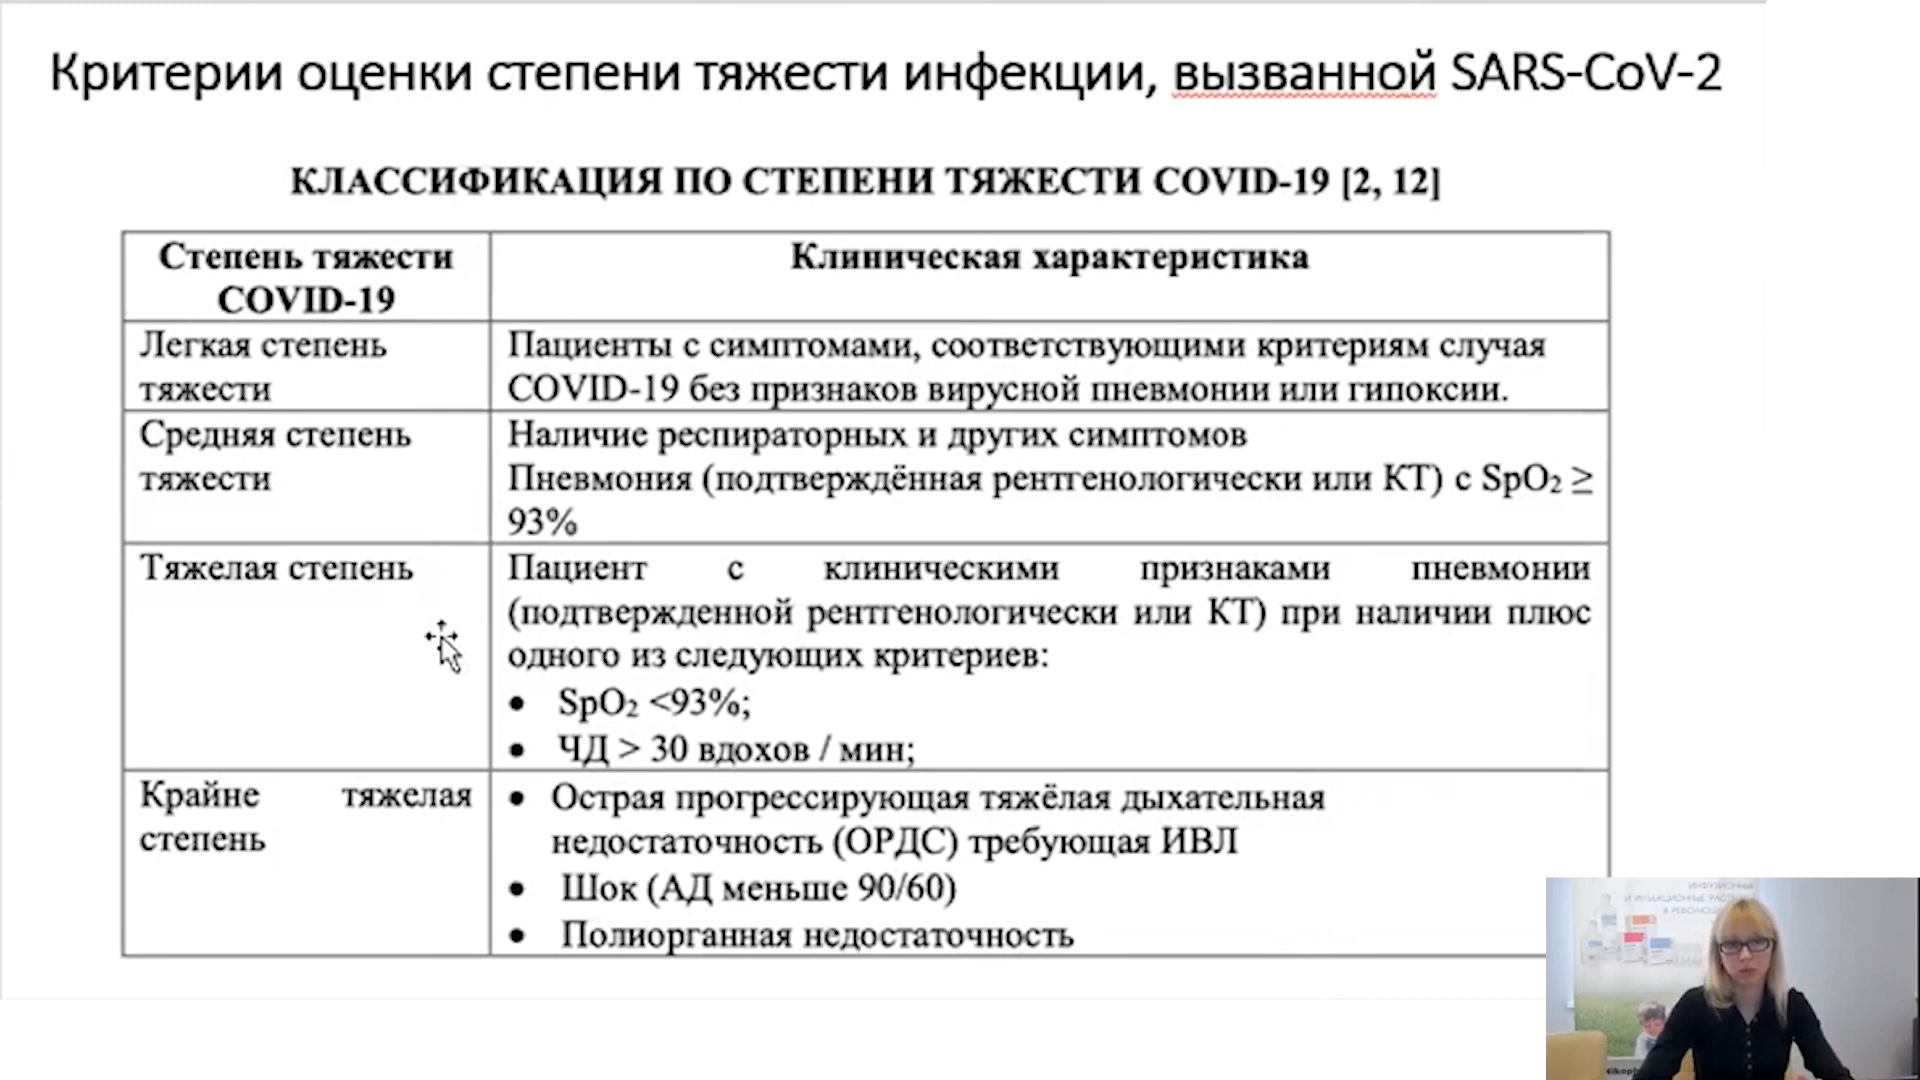 Критерии оценки степени тяжести инфекции, вызванной SARS-CoV-2
КЛАССИФИКАЦИЯ ПО СТЕПЕНИ ТЯЖЕСТИ COVID-19 [2, 12]
Степень тяжести
COVID-19
Клиническая характеристика
Легкая степень
тяжести
Пациенты с симптомами, соответствующими критериям случая
COVID-19 без признаков вирусной пневмонии или гипоксии.
Средняя степень
тяжести
Наличие респираторных и других симптомов
Пневмония (подтверждённая рентгенологически или КТ) с SpO₂ ≥
93%
Тяжелая степень
Пациент с клиническими признаками пневмонии
(подтвержденной рентгенологически или КТ) при наличии плюс
одного из следующих критериев:
• SpO₂ <93%;
• ЧД > 30 вдохов / мин;
Крайне тяжелая
степень
• Острая прогрессирующая тяжёлая дыхательная
недостаточность (ОРДС) требующая ИВЛ
• Шок (АД меньше 90/60)
• Полиорганная недостаточность
ИНФУЗИОННЫЕ
И ИНЪЕКЦИОННЫЕ